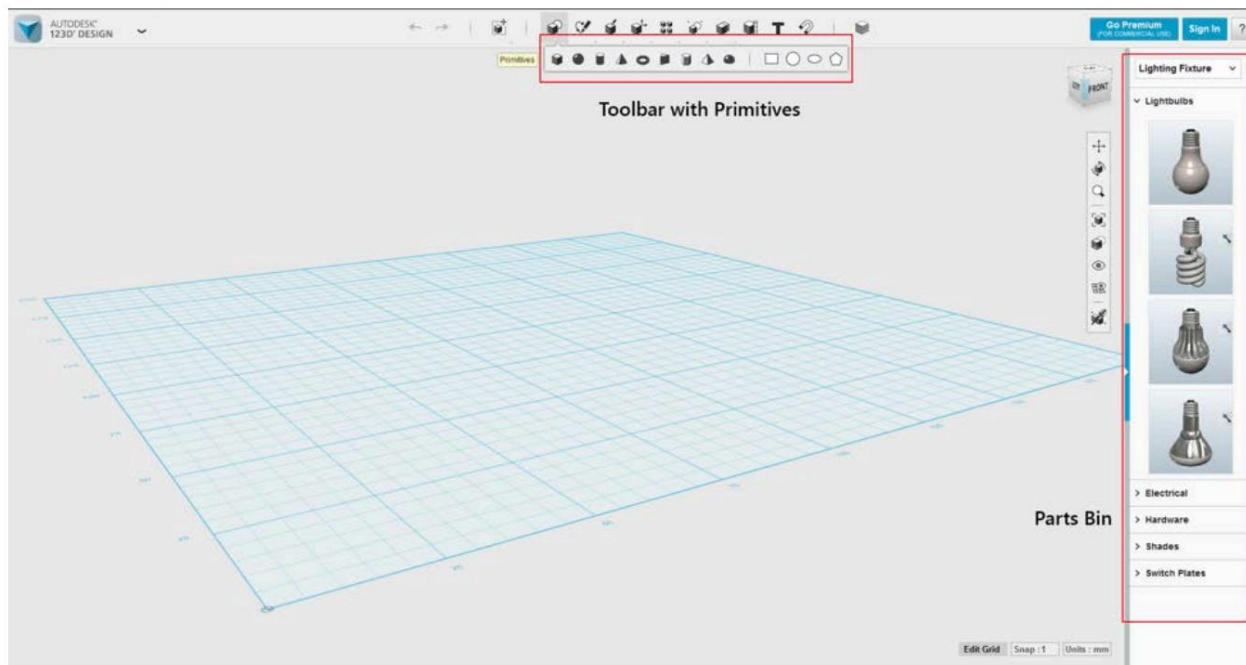 AUTODESK®
123D® DESIGN
Go Premium
(FOR COMMERCIAL USE)
Sign In
?
Primitives
Toolbar with Primitives
FRONT
Lighting Fixture
Lightbulbs
Parts Bin
Electrical
Hardware
Shades
Switch Plates
Edit Grid
Snap : 1
Units : mm